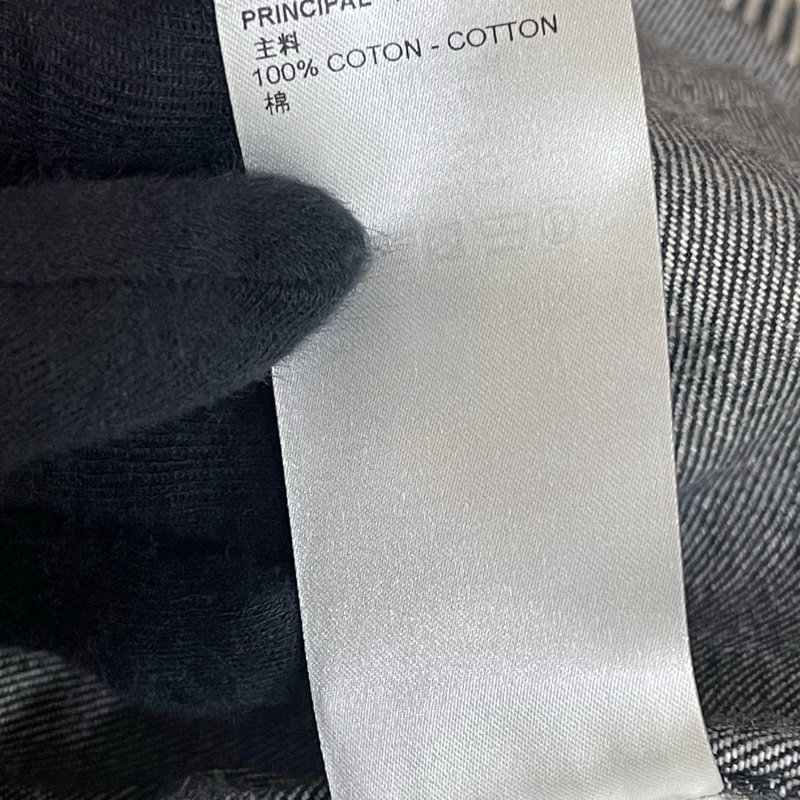 PRINCIPAL
主料
100% COTON - COTTON
棉